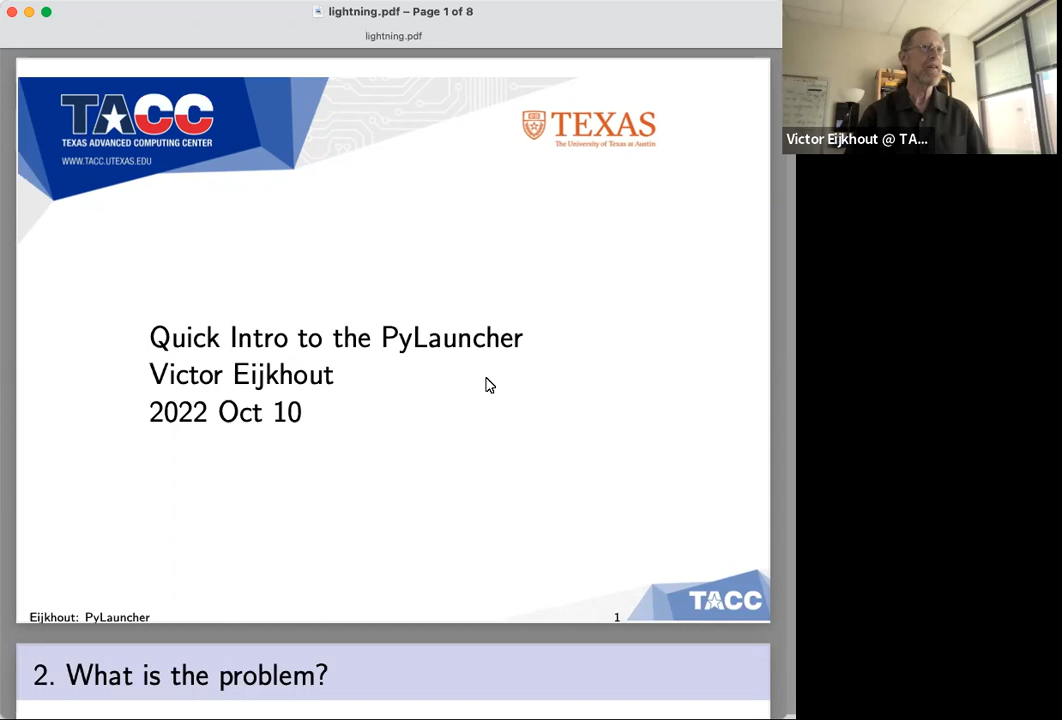 lightning.pdf – Page 1 of 8
lightning.pdf
TACC
TEXAS ADVANCED COMPUTING CENTER
WWW.TACC.UTEXAS.EDU
TEXAS
The University of Texas at Austin
Victor Eijkhout @ TA...
Quick Intro to the PyLauncher
Victor Eijkhout
2022 Oct 10
TACC
Eijkhout: PyLauncher
1
2. What is the problem?